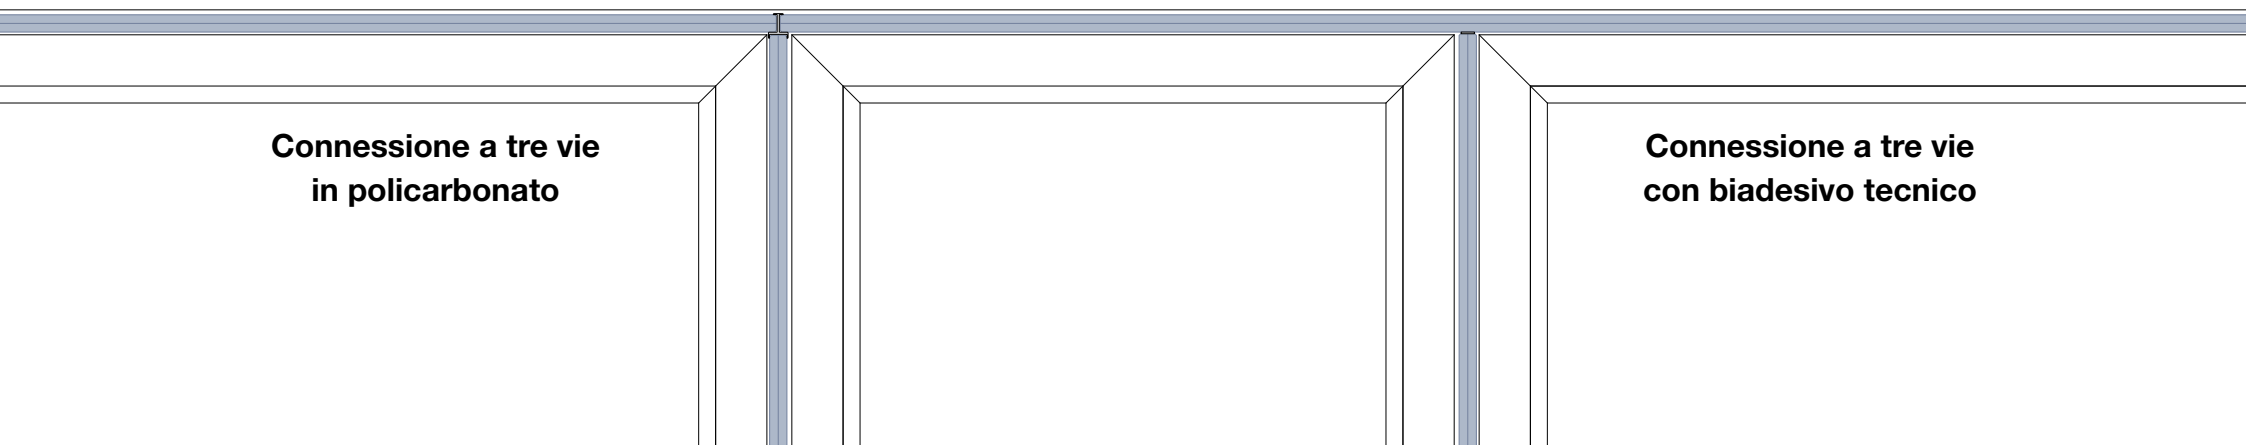 Connessione a tre vie
in policarbonato
Connessione a tre vie
con biadesivo tecnico